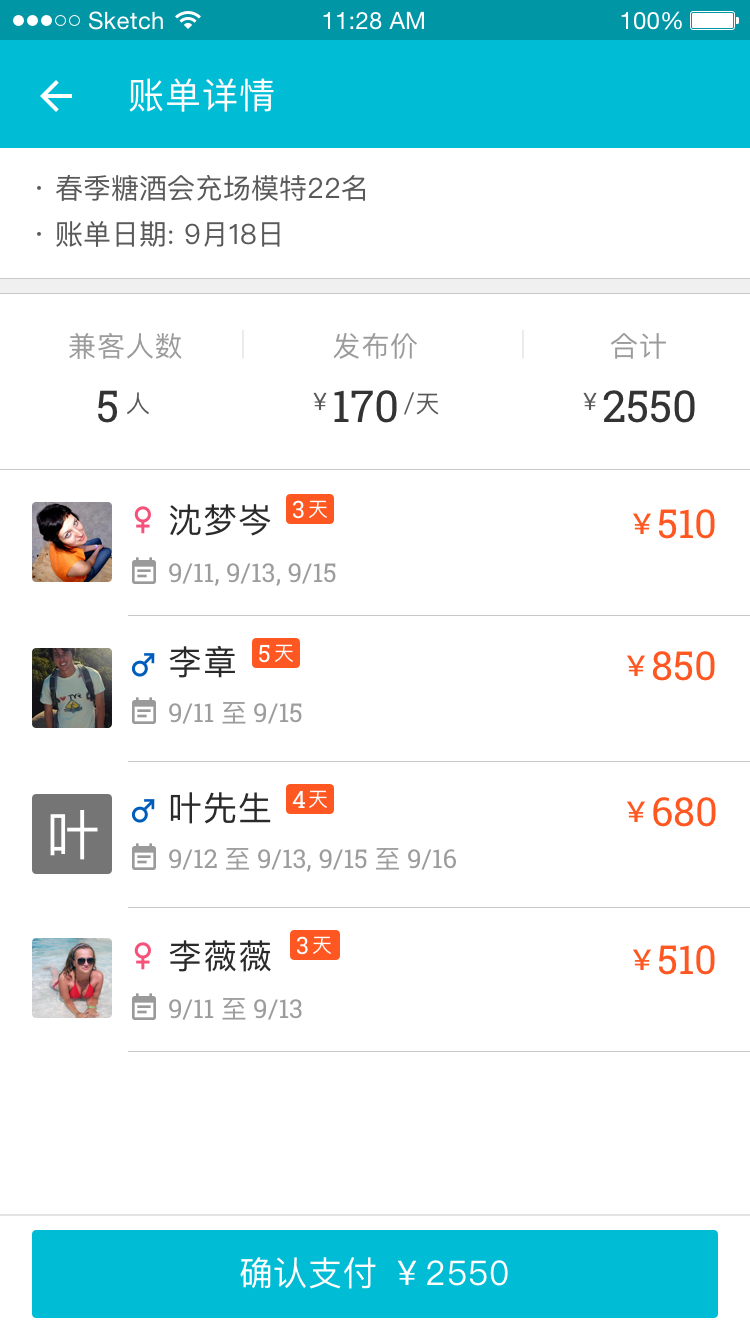 Sketch 11:28 AM 100%
账单详情
· 春季糖酒会充场模特22名
· 账单日期: 9月18日
兼客人数 发布价 合计
5人 ¥170/天 ¥2550
沈梦岑 3天 ¥510
9/11, 9/13, 9/15
李章 5天 ¥850
9/11 至 9/15
叶 叶先生 4天 ¥680
9/12 至 9/13, 9/15 至 9/16
李薇薇 3天 ¥510
9/11 至 9/13
确认支付 ¥2550